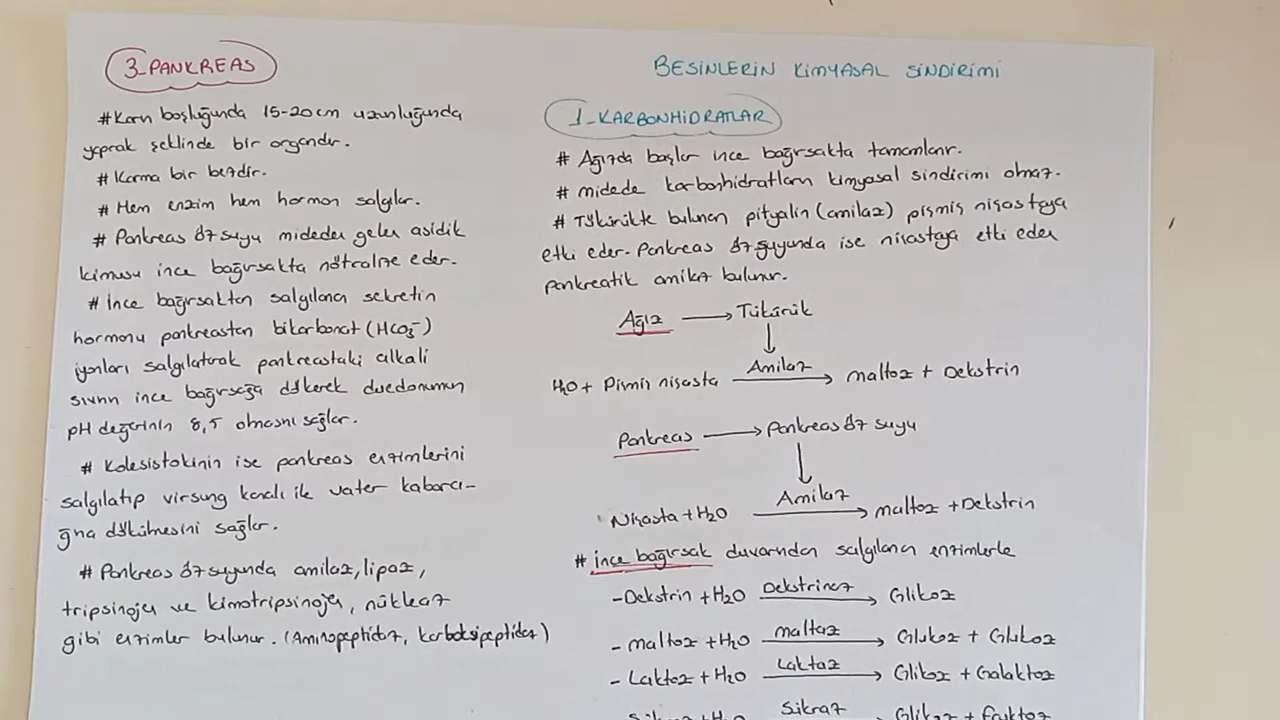 3-PANKREAS
#Karın boşluğunda 15-20cm uzunluğunda
yaprak şeklinde bir organdır.
#Karma bir bezdir.
#Hem enzim hem hormon salgılar.
#Pankreas öz suyu mideden gelen asidik
kimusu ince bağırsakta nötralize eder.
#İnce bağırsaktan salgılanan sekretin
hormonu pankreastan bikarbonat (HCO3-)
iyonları salgılatarak pankreastaki alkali
sıvının ince bağırsağa dökerek duedonumun
pH değerinin 8,5 olmasını sağlar.
#Kolesistokinin ise pankreas enzimlerini
salgılatıp virsung kanalı ile vater kabarcı-
ğına dökülmesini sağlar.
#Pankreas öz suyunda amilaz, lipaz,
tripsinojen ve kimotripsinojen, nükleaz
gibi enzimler bulunur. (Aminopeptidaz, karboksipeptidaz)
BESİNLERİN KİMYASAL SİNDİRİMİ
1-KARBONHİDRATLAR
#Ağızda başlar ince bağırsakta tamamlanır.
#midede karbonhidratların kimyasal sindirimi olmaz.
#Tükürükte bulunan pityalin (amilaz) pişmiş nişastaya
etki eder. Pankreas öz suyunda ise nişastaya etki eden
pankreatik amilaz bulunur.
Ağız → Tükürük
↓
H2O + Pişmiş nişasta Amilaz → maltoz + Dekstrin
Pankreas → Pankreas öz suyu
↓
Nişasta + H2O Amilaz → maltoz + Dekstrin
#İnce bağırsak duvarından salgılanan enzimlerle
-Dekstrin + H2O Dekstrinaz → Glikoz
-maltoz + H2O maltaz → Glukoz + Glukoz
-Laktoz + H2O Laktaz → Glikoz + Galaktoz
Sükraz → Glikoz + fruktoz